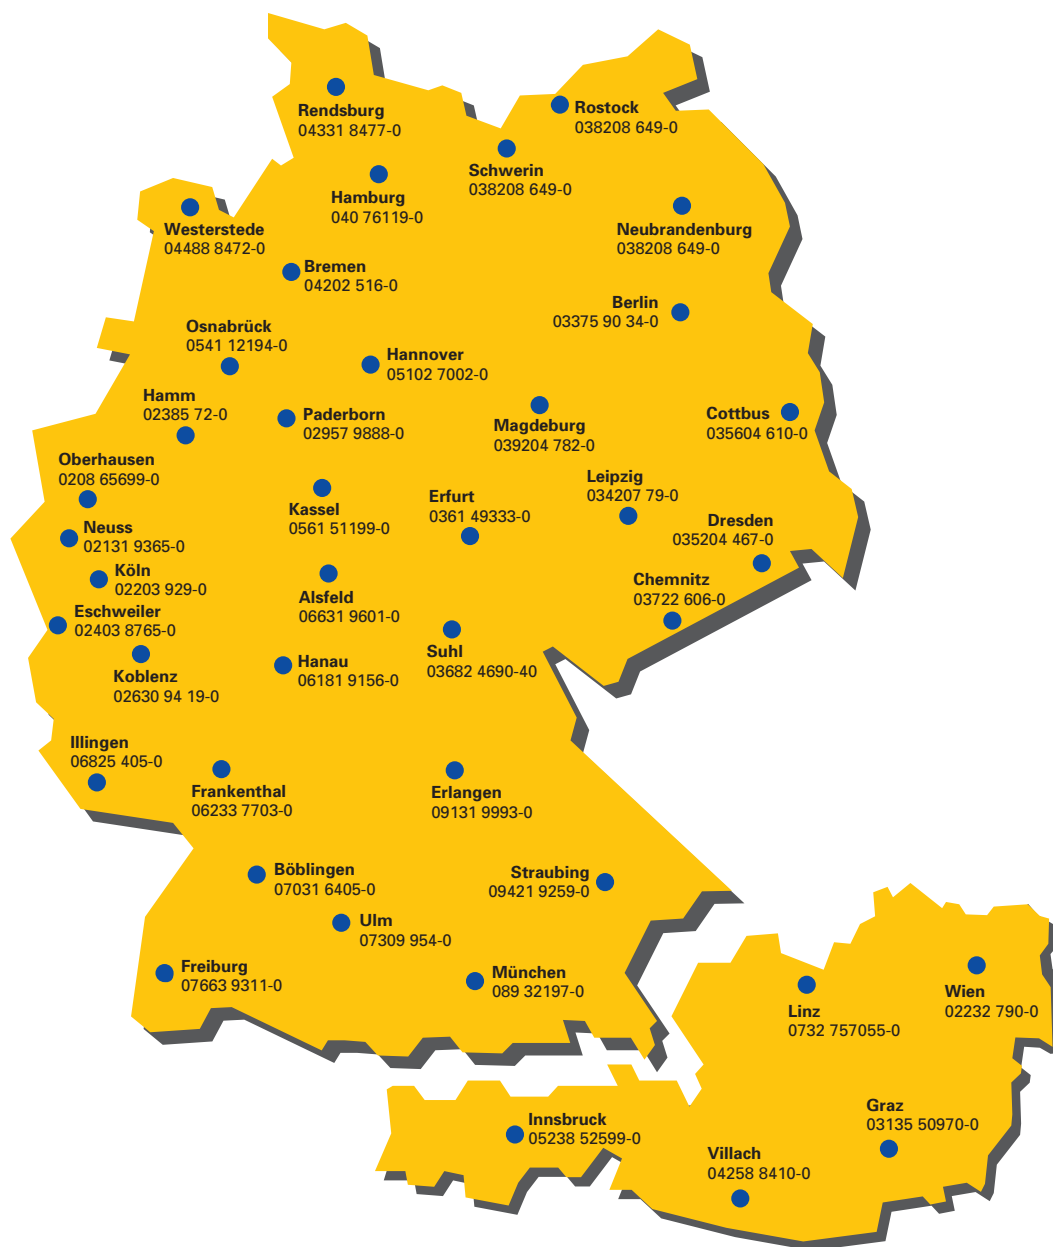 Rendsburg
04331 8477-0
Rostock
038208 649-0
Schwerin
038208 649-0
Hamburg
040 76119-0
Westerstede
04488 8472-0
Neubrandenburg
038208 649-0
Bremen
04202 516-0
Berlin
03375 90 34-0
Osnabrück
0541 12194-0
Hannover
05102 7002-0
Hamm
02385 72-0
Paderborn
02957 9888-0
Magdeburg
039204 782-0
Cottbus
035604 610-0
Oberhausen
0208 65699-0
Kassel
0561 51199-0
Erfurt
0361 49333-0
Leipzig
034207 79-0
Neuss
02131 9365-0
Dresden
035204 467-0
Köln
02203 929-0
Alsfeld
06631 9601-0
Chemnitz
03722 606-0
Eschweiler
02403 8765-0
Suhl
03682 4690-40
Koblenz
02630 94 19-0
Hanau
06181 9156-0
Illingen
06825 405-0
Frankenthal
06233 7703-0
Erlangen
09131 9993-0
Böblingen
07031 6405-0
Straubing
09421 9259-0
Ulm
07309 954-0
Freiburg
07663 9311-0
München
089 32197-0
Linz
0732 757055-0
Wien
02232 790-0
Innsbruck
05238 52599-0
Graz
03135 50970-0
Villach
04258 8410-0